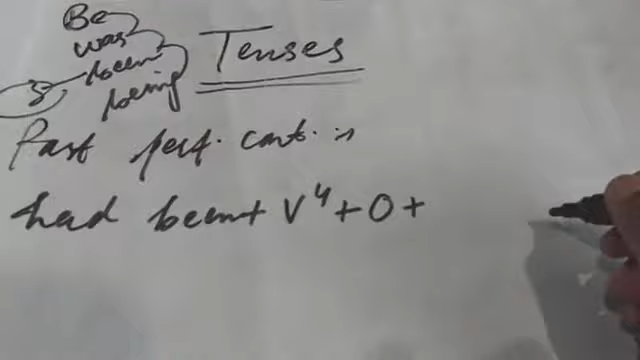 Be
was
been
being
Tenses
Past perf. cont. :-
had been + V4 + O +